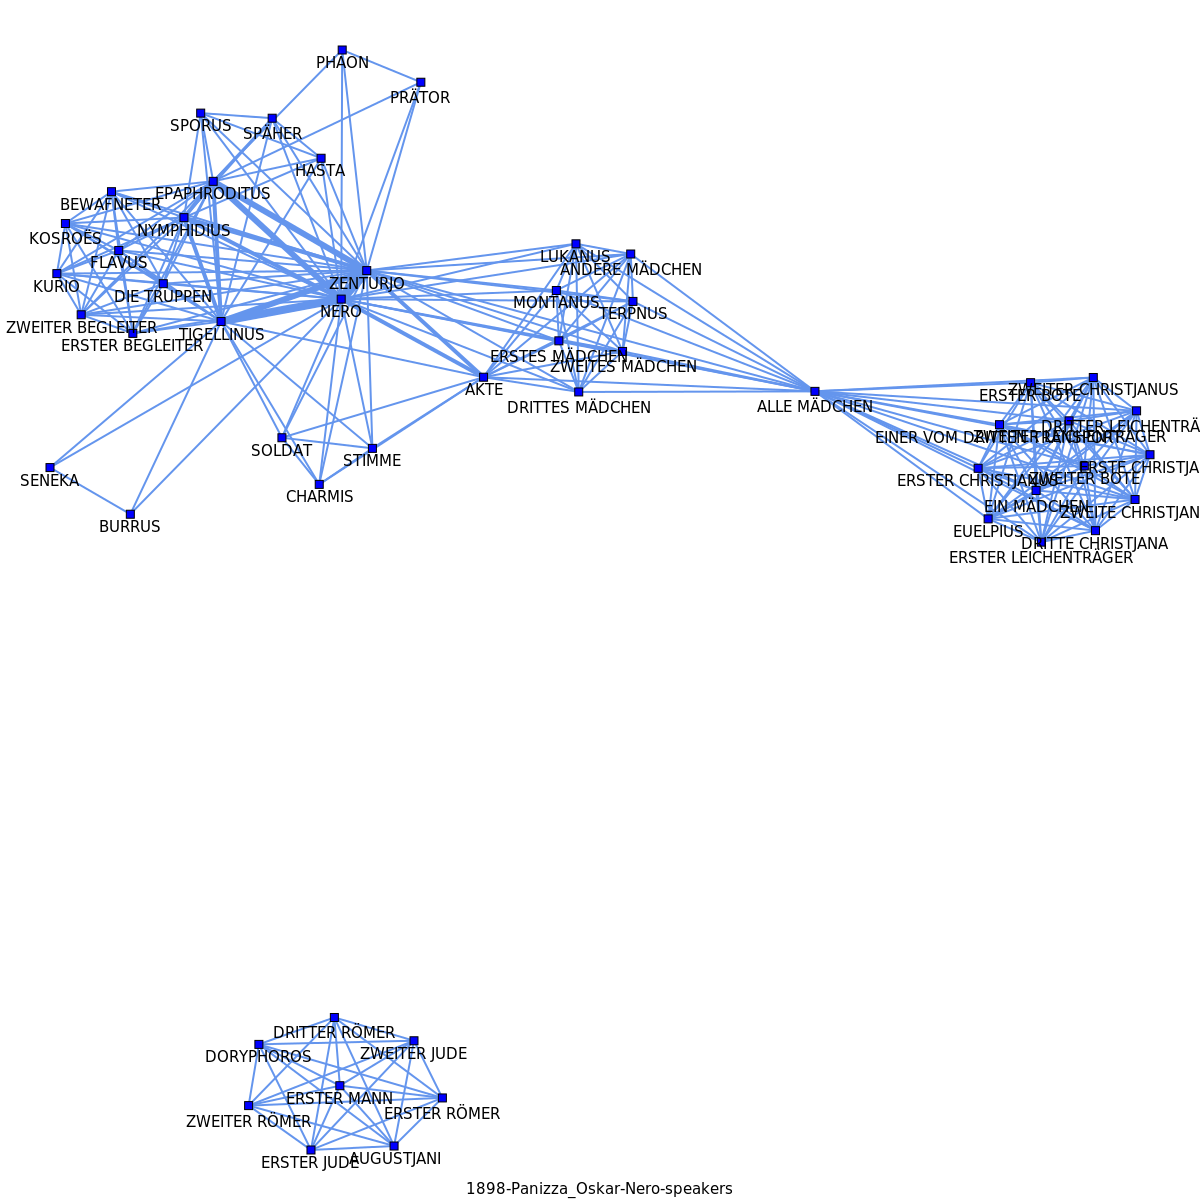 PHAON
PRÄTOR
SPORUS
SPÄHER
HASTA
EPAPHRODITUS
BEWAFNETER
NYMPHIDIUS
KOSROËS
FLAVUS
LUKANUS
ANDERE MÄDCHEN
KURIO
DIE TRUPPEN
ZENTURJO
MONTANUS
NERO
TERPNUS
ZWEITER BEGLEITER
TIGELLINUS
ERSTER BEGLEITER
ERSTES MÄDCHEN
ZWEITES MÄDCHEN
AKTE
ZWEITER CHRISTJANUS
ERSTER BOTE
DRITTES MÄDCHEN
ALLE MÄDCHEN
DRITTER LEICHENTRÄ
EINER VOM DRITTEN TRANSPORT
ZWEITER LEICHENTRÄGER
SOLDAT
STIMME
ERSTE CHRISTJA
SENEKA
ERSTER CHRISTJANUS
ZWEITER BOTE
CHARMIS
EIN MÄDCHEN
ZWEITE CHRISTJAN
BURRUS
EUELPIUS
DRITTE CHRISTJANA
ERSTER LEICHENTRÄGER
DRITTER RÖMER
DORYPHOROS
ZWEITER JUDE
ERSTER MANN
ERSTER RÖMER
ZWEITER RÖMER
AUGUSTJANI
ERSTER JUDE
1898-Panizza_Oskar-Nero-speakers